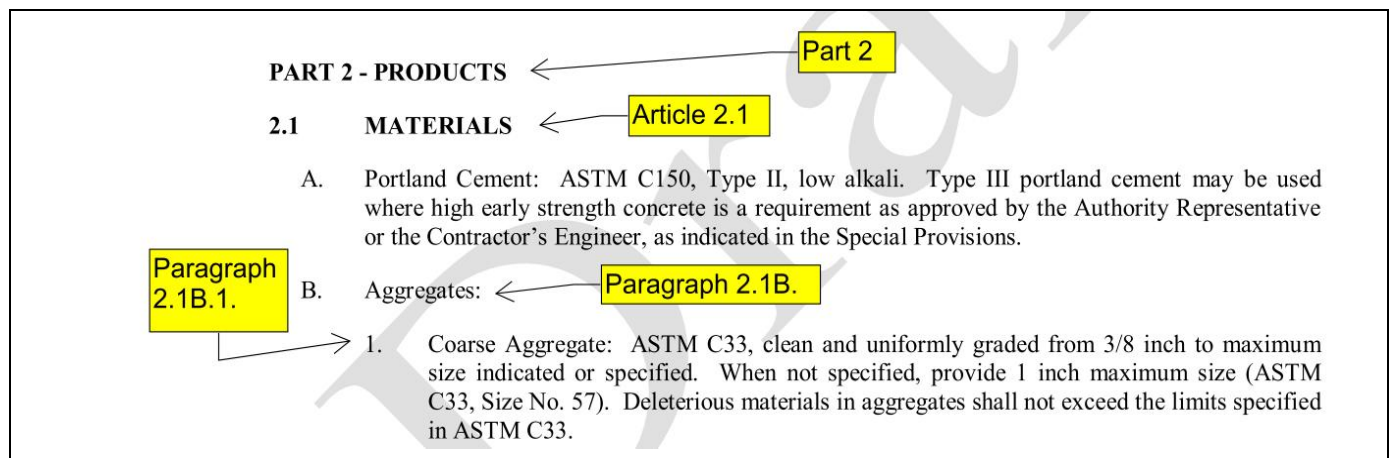 Part 2
PART 2 - PRODUCTS
Article 2.1
2.1 MATERIALS
A. Portland Cement: ASTM C150, Type II, low alkali. Type III portland cement may be used
where high early strength concrete is a requirement as approved by the Authority Representative
or the Contractor’s Engineer, as indicated in the Special Provisions.
Paragraph
2.1B.1.
B. Aggregates:
Paragraph 2.1B.
1. Coarse Aggregate: ASTM C33, clean and uniformly graded from 3/8 inch to maximum
size indicated or specified. When not specified, provide 1 inch maximum size (ASTM
C33, Size No. 57). Deleterious materials in aggregates shall not exceed the limits specified
in ASTM C33.